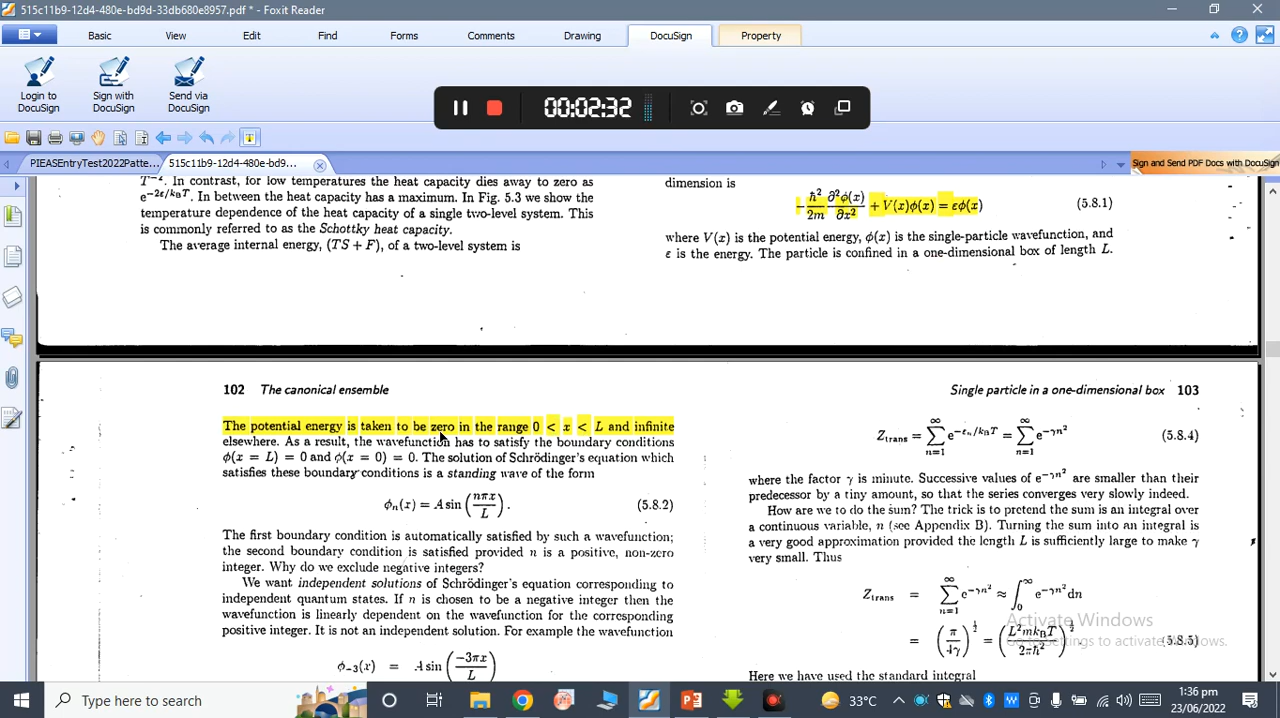 515c11b9-12d4-480e-bd9d-33db680e8957.pdf * - Foxit Reader
Basic View Edit Find Forms Comments Drawing DocuSign Property
Login to DocuSign
Sign with DocuSign
Send via DocuSign
00:02:32
PIEASEntryTest2022Patte...
515c11b9-12d4-480e-bd9...
Sign and Send PDF Docs with DocuSign
T⁻². In contrast, for low temperatures the heat capacity dies away to zero as
e^{-2ε/k_BT}. In between the heat capacity has a maximum. In Fig. 5.3 we show the
temperature dependence of the heat capacity of a single two-level system. This
is commonly referred to as the Schottky heat capacity.
The average internal energy, (TS + F), of a two-level system is
dimension is
-ħ²/2m ∂²ϕ(x)/∂x² + V(x)ϕ(x) = εϕ(x) (5.8.1)
where V(x) is the potential energy, ϕ(x) is the single-particle wavefunction, and
ε is the energy. The particle is confined in a one-dimensional box of length L.
102 The canonical ensemble
The potential energy is taken to be zero in the range 0 < x < L and infinite
elsewhere. As a result, the wavefunction has to satisfy the boundary conditions
ϕ(x = L) = 0 and ϕ(x = 0) = 0. The solution of Schrödinger's equation which
satisfies these boundary conditions is a standing wave of the form
ϕₙ(x) = A sin (nπx/L). (5.8.2)
The first boundary condition is automatically satisfied by such a wavefunction;
the second boundary condition is satisfied provided n is a positive, non-zero
integer. Why do we exclude negative integers?
We want independent solutions of Schrödinger's equation corresponding to
independent quantum states. If n is chosen to be a negative integer then the
wavefunction is linearly dependent on the wavefunction for the corresponding
positive integer. It is not an independent solution. For example the wavefunction
ϕ₋₃(x) = A sin (-3πx/L)
Single particle in a one-dimensional box 103
Z_trans = ∑_{n=1}^∞ e^{-εₙ/k_BT} = ∑_{n=1}^∞ e^{-γn²} (5.8.4)
where the factor γ is minute. Successive values of e^{-γn²} are smaller than their
predecessor by a tiny amount, so that the series converges very slowly indeed.
How are we to do the sum? The trick is to pretend the sum is an integral over
a continuous variable, n (see Appendix B). Turning the sum into an integral is
a very good approximation provided the length L is sufficiently large to make γ
very small. Thus
Z_trans = ∑_{n=1}^∞ e^{-γn²} ≈ ∫₀^∞ e^{-γn²} dn
= (π/4γ)^{1/2} = (L²mk_BT/2πħ²)^{1/2} (5.8.5)
Here we have used the standard integral
Activate Windows
Go to Settings to activate Windows.
Type here to search
33°C
1:36 pm
23/06/2022